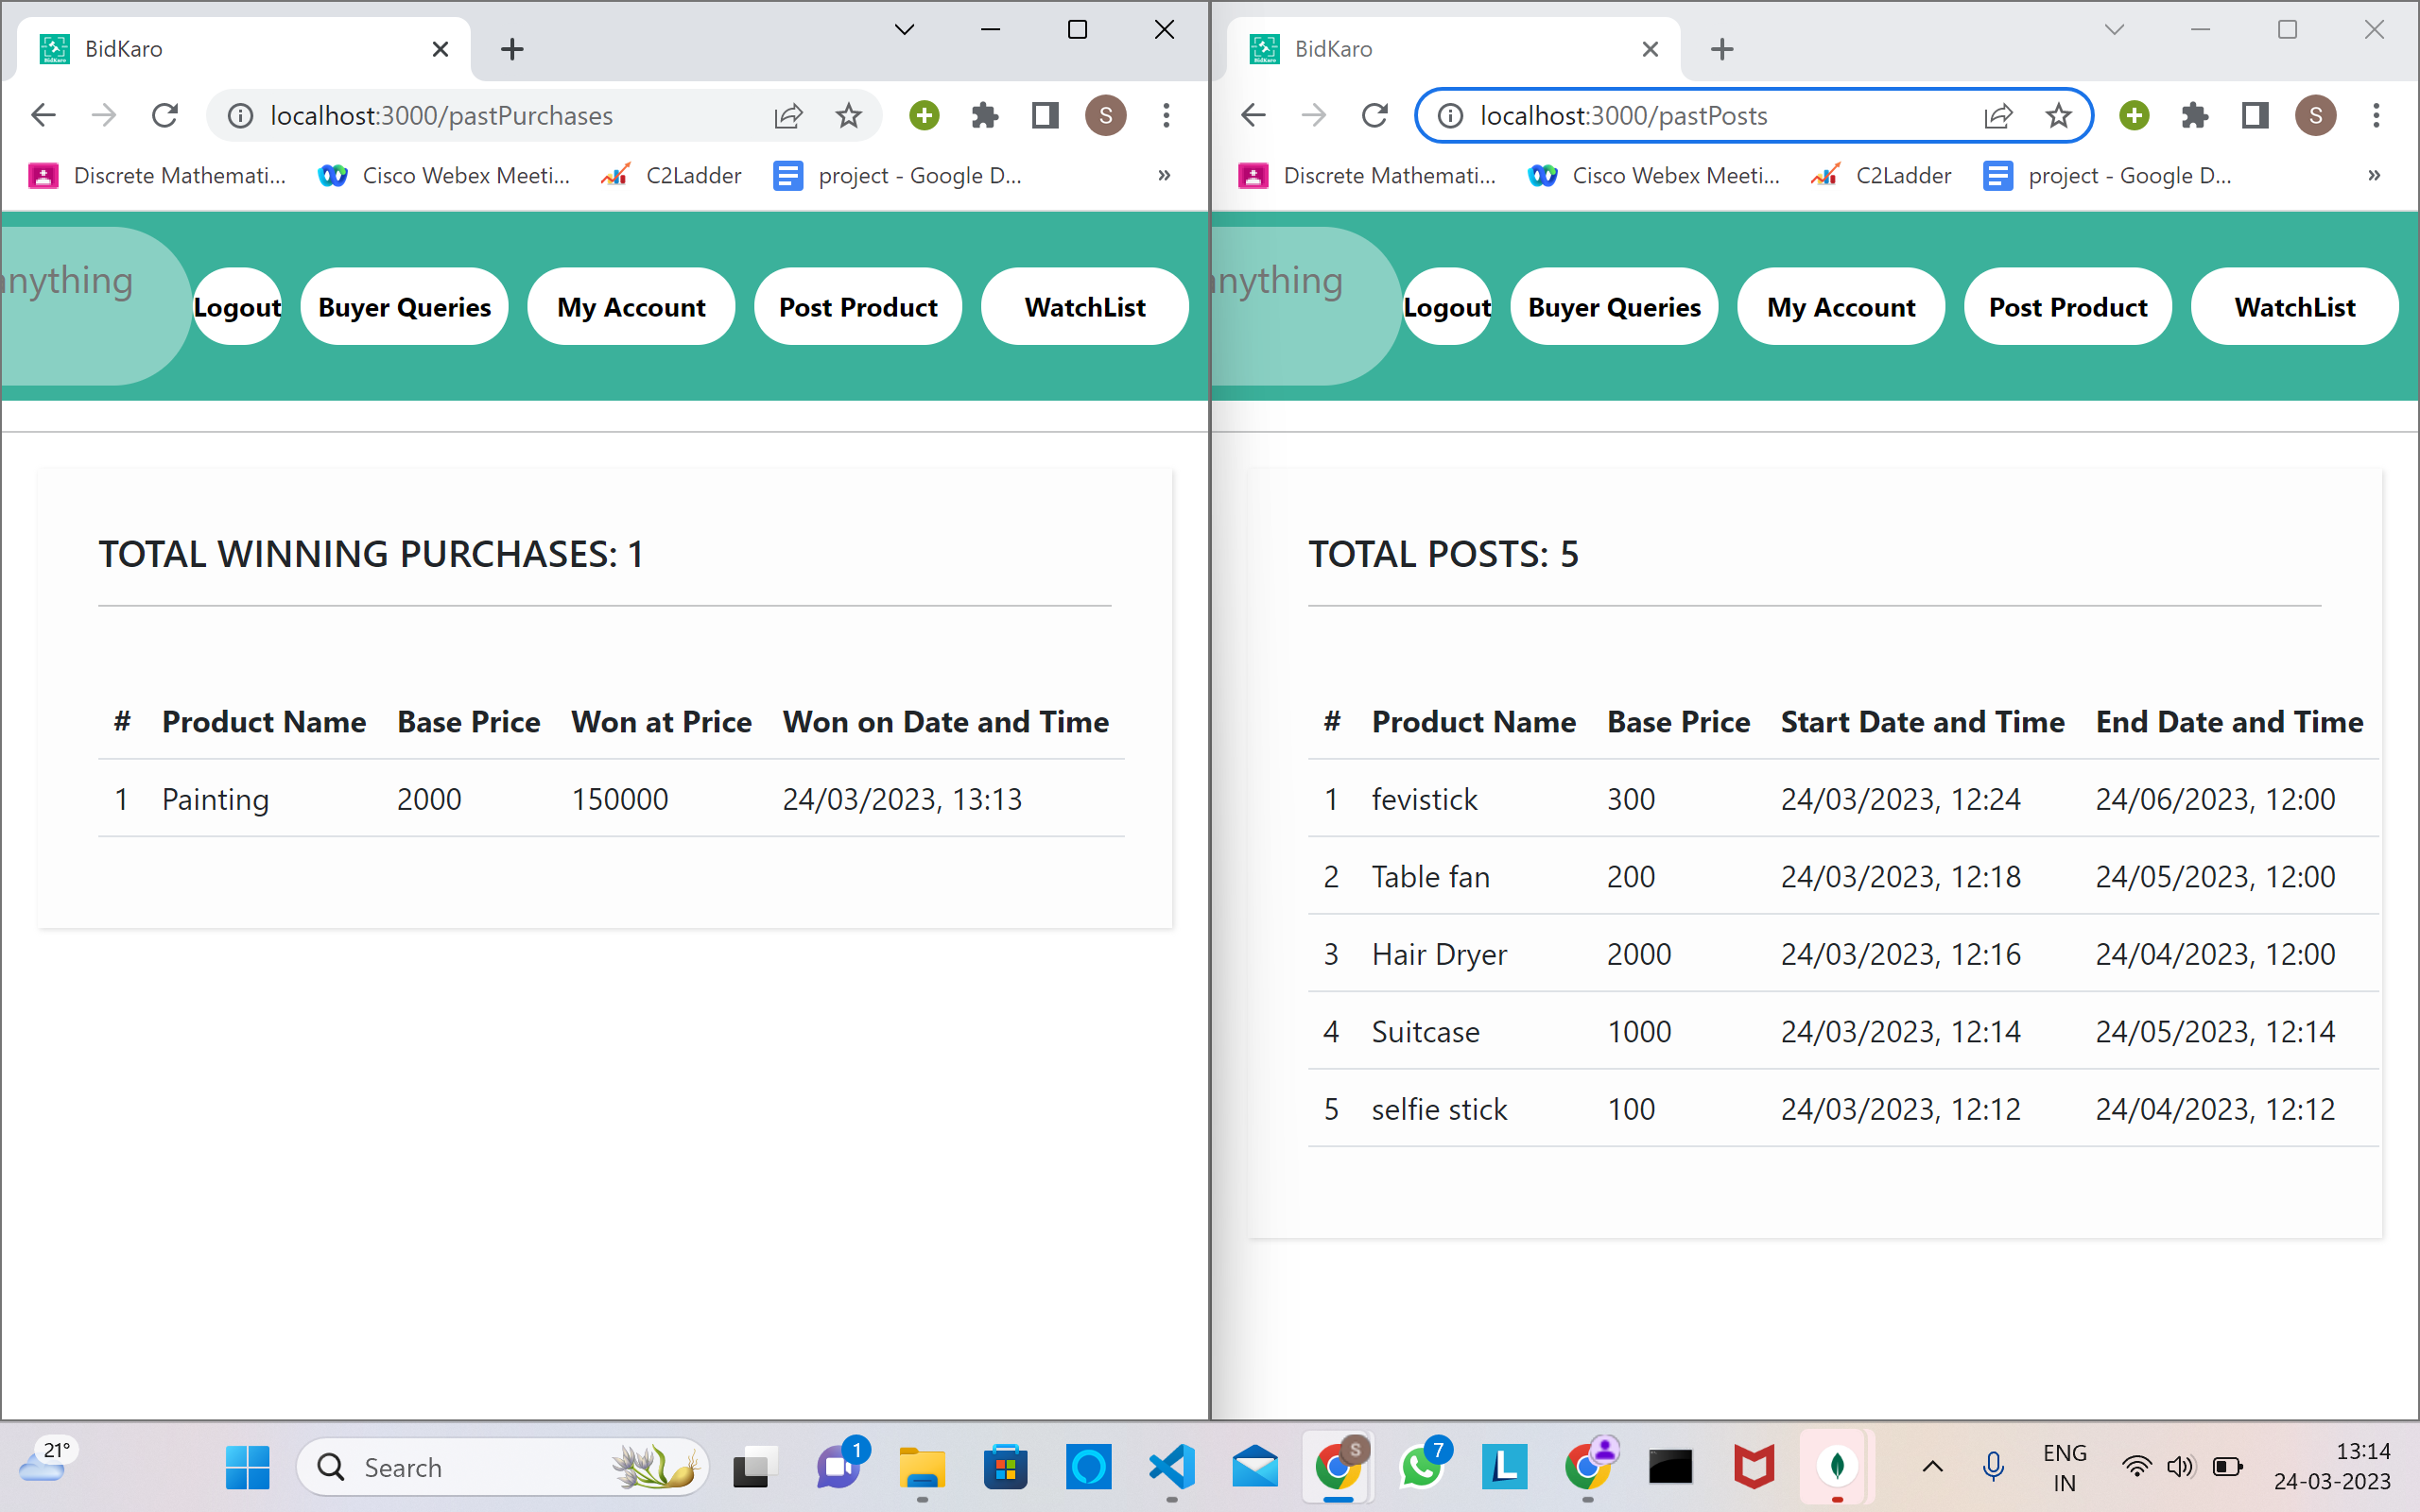 BidKaro
localhost:3000/pastPurchases
Discrete Mathemati... Cisco Webex Meeti... C2Ladder project - Google D... »
anything Logout Buyer Queries My Account Post Product WatchList
TOTAL WINNING PURCHASES: 1
# Product Name Base Price Won at Price Won on Date and Time
1 Painting 2000 150000 24/03/2023, 13:13
BidKaro
localhost:3000/pastPosts S
Discrete Mathemati... Cisco Webex Meeti... C2Ladder project - Google D... »
anything Logout Buyer Queries My Account Post Product WatchList
TOTAL POSTS: 5
# Product Name Base Price Start Date and Time End Date and Time
1 fevistick 300 24/03/2023, 12:24 24/06/2023, 12:00
2 Table fan 200 24/03/2023, 12:18 24/05/2023, 12:00
3 Hair Dryer 2000 24/03/2023, 12:16 24/04/2023, 12:00
4 Suitcase 1000 24/03/2023, 12:14 24/05/2023, 12:14
5 selfie stick 100 24/03/2023, 12:12 24/04/2023, 12:12
21° Search 1 S 7 L ENG 13:14
IN 24-03-2023